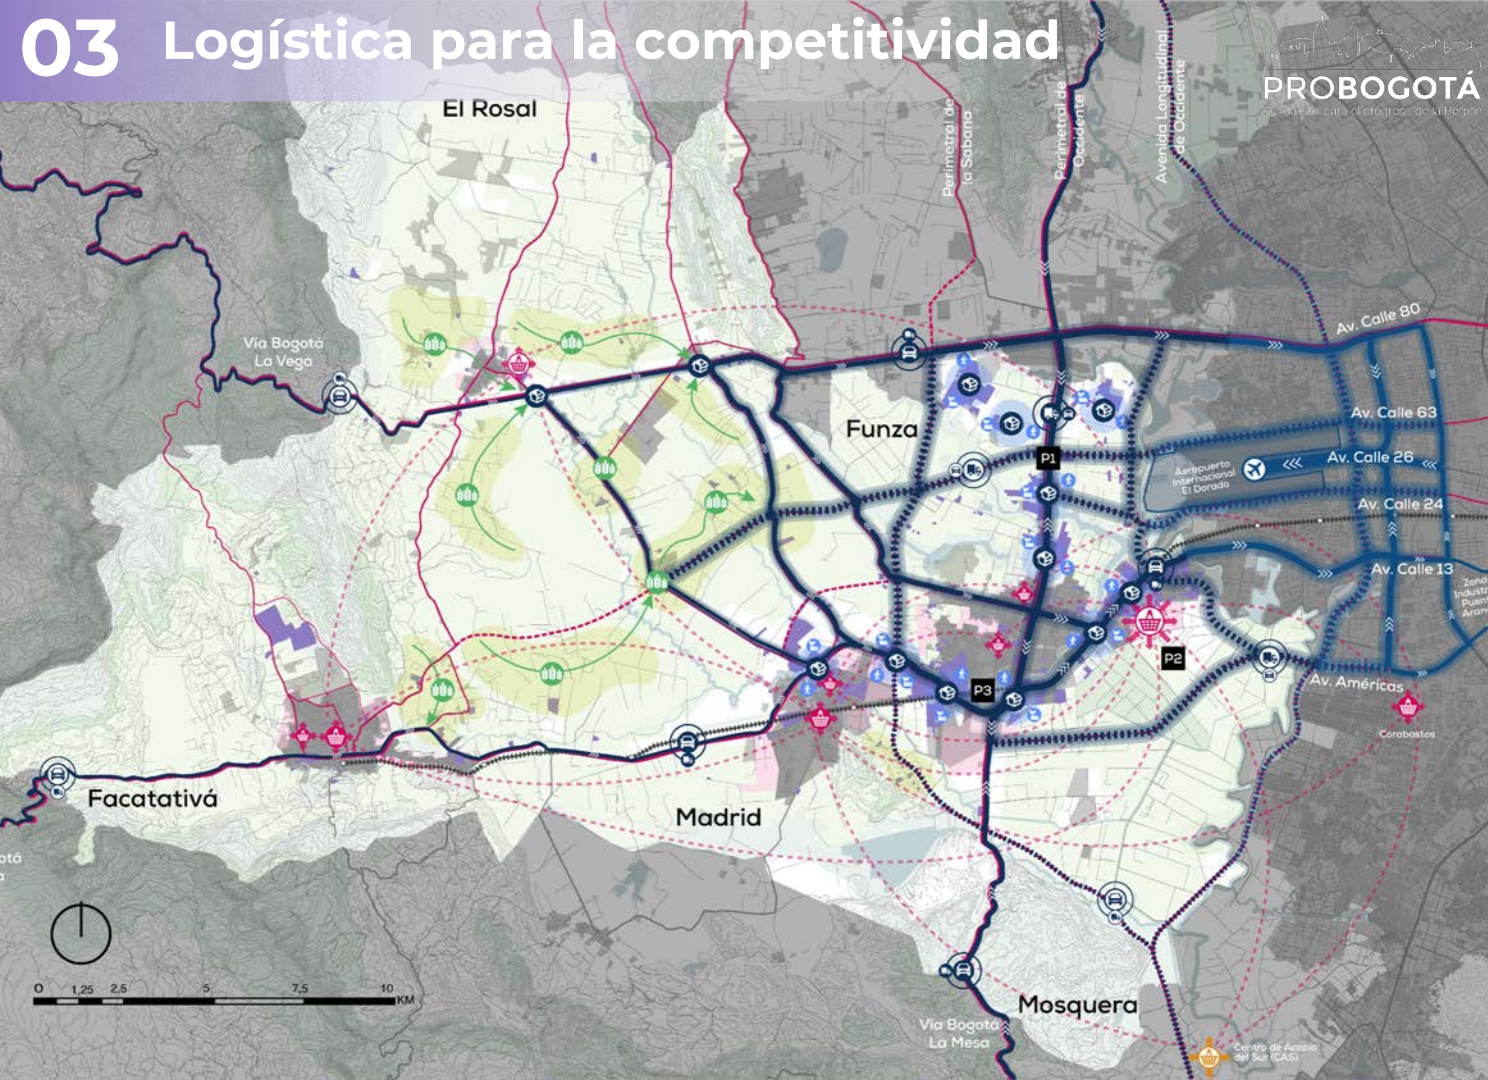 03 Logística para la competitividad
PROBOGOTÁ
El Rosal
Perimetral de
la Sabana
Perimetral de
Occidente
Avenida Longitudinal
de Occidente
Vía Bogotá
La Vega
Av. Calle 80
Funza
Av. Calle 63
P1
Av. Calle 26
Aeropuerto
Internacional
El Dorado
Av. Calle 24
Av. Calle 13
P2
P3
Av. Américas
Corabastos
Facatativá
Madrid
Mosquera
Vía Bogotá
La Mesa
Centro de Acopio
del Sur (CAS)
0 1,25 2,5 5 7,5 10
KM